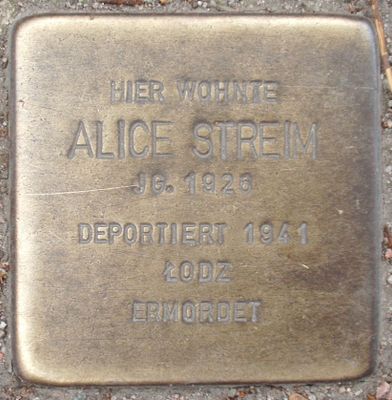 HIER WOHNTE
ALICE STREIM
JG. 1926
DEPORTIERT 1941
ŁODZ
ERMORDET